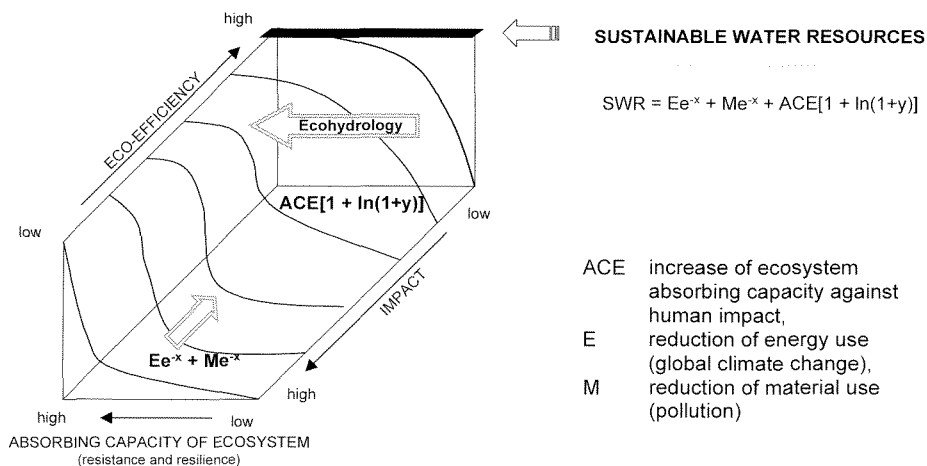 high
SUSTAINABLE WATER RESOURCES
SWR = Ee⁻ˣ + Me⁻ˣ + ACE[1 + ln(1+y)]
ECO-EFFICIENCY
Ecohydrology
ACE[1 + ln(1+y)]
low
low
IMPACT
Ee⁻ˣ + Me⁻ˣ
high
high
low
ABSORBING CAPACITY OF ECOSYSTEM
(resistance and resilience)
ACE increase of ecosystem
absorbing capacity against
human impact,
E reduction of energy use
(global climate change),
M reduction of material use
(pollution)